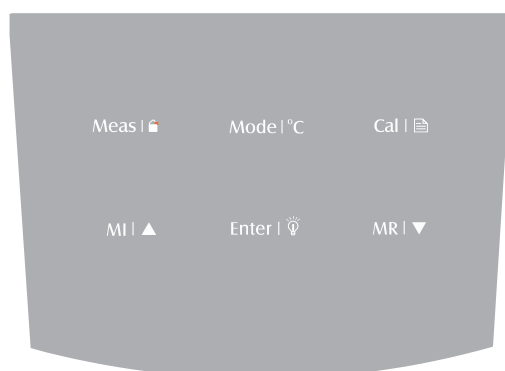 Meas | Mode | °C Cal |
MI | ▲ Enter | MR | ▼